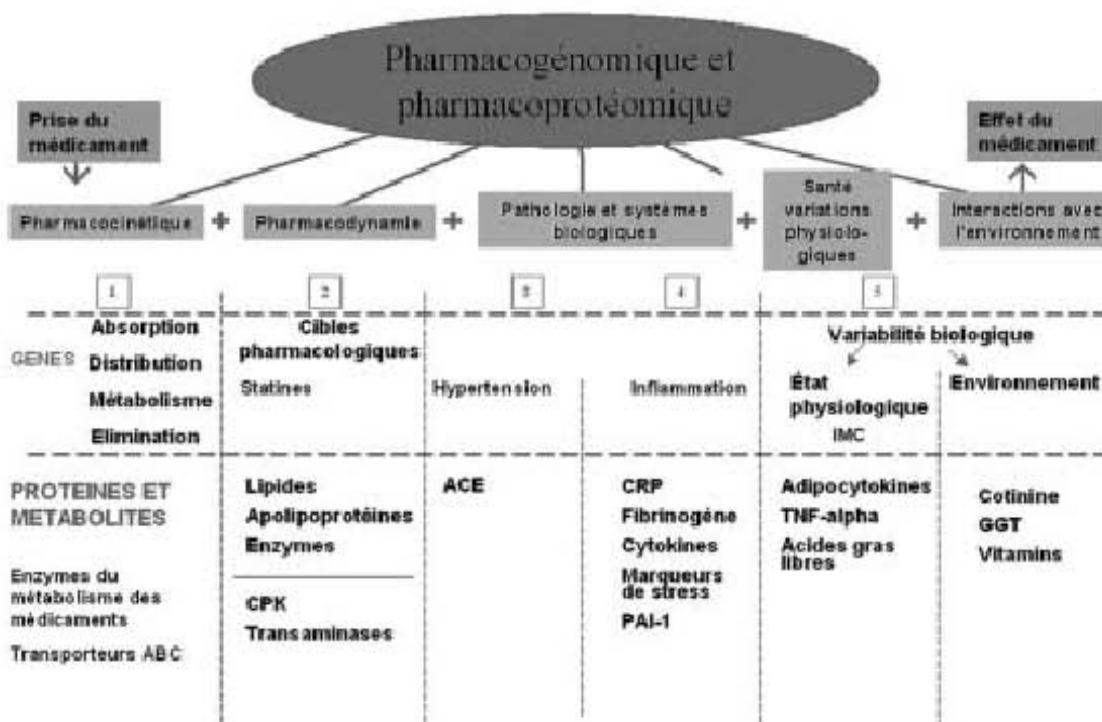 Pharmacogénomique et
pharmacoprotéomique
Prise du
médicament
Effet du
médicament
Pharmacocinétique
+
Pharmacodynamie
+
Pathologie et systèmes
biologiques
+
Santé
variations
physiolo-
giques
+
Interactions avec
l'environnement
1
2
3
4
5
GENES
Absorption
Distribution
Métabolisme
Elimination
Cibles
pharmacologiques
Statines
Hypertension
Inflammation
Variabilité biologique
État
physiologique
IMC
Environnement
PROTEINES ET
METABOLITES
Enzymes du
métabolisme des
médicaments
Transporteurs ABC
Lipides
Apolipoprotéines
Enzymes
CPK
Transaminases
ACE
CRP
Fibrinogène
Cytokines
Marqueurs
de stress
PAI-1
Adipocytokines
TNF-alpha
Acides gras
libres
Cotinine
GGT
Vitamins